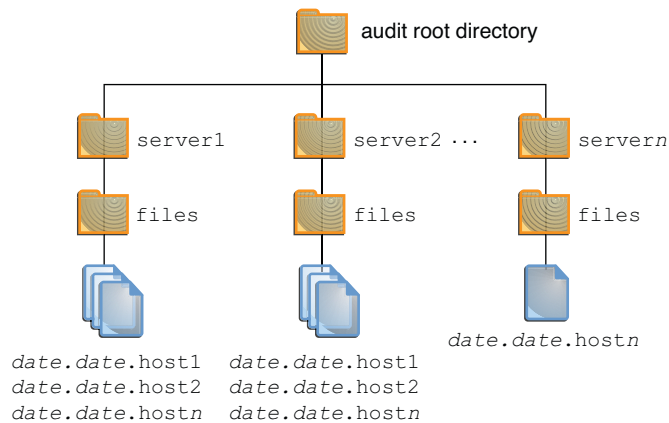 audit root directory
server1
server2 ...
servern
files
files
files
date.date.host1
date.date.host2
date.date.hostn
date.date.host1
date.date.host2
date.date.hostn
date.date.hostn